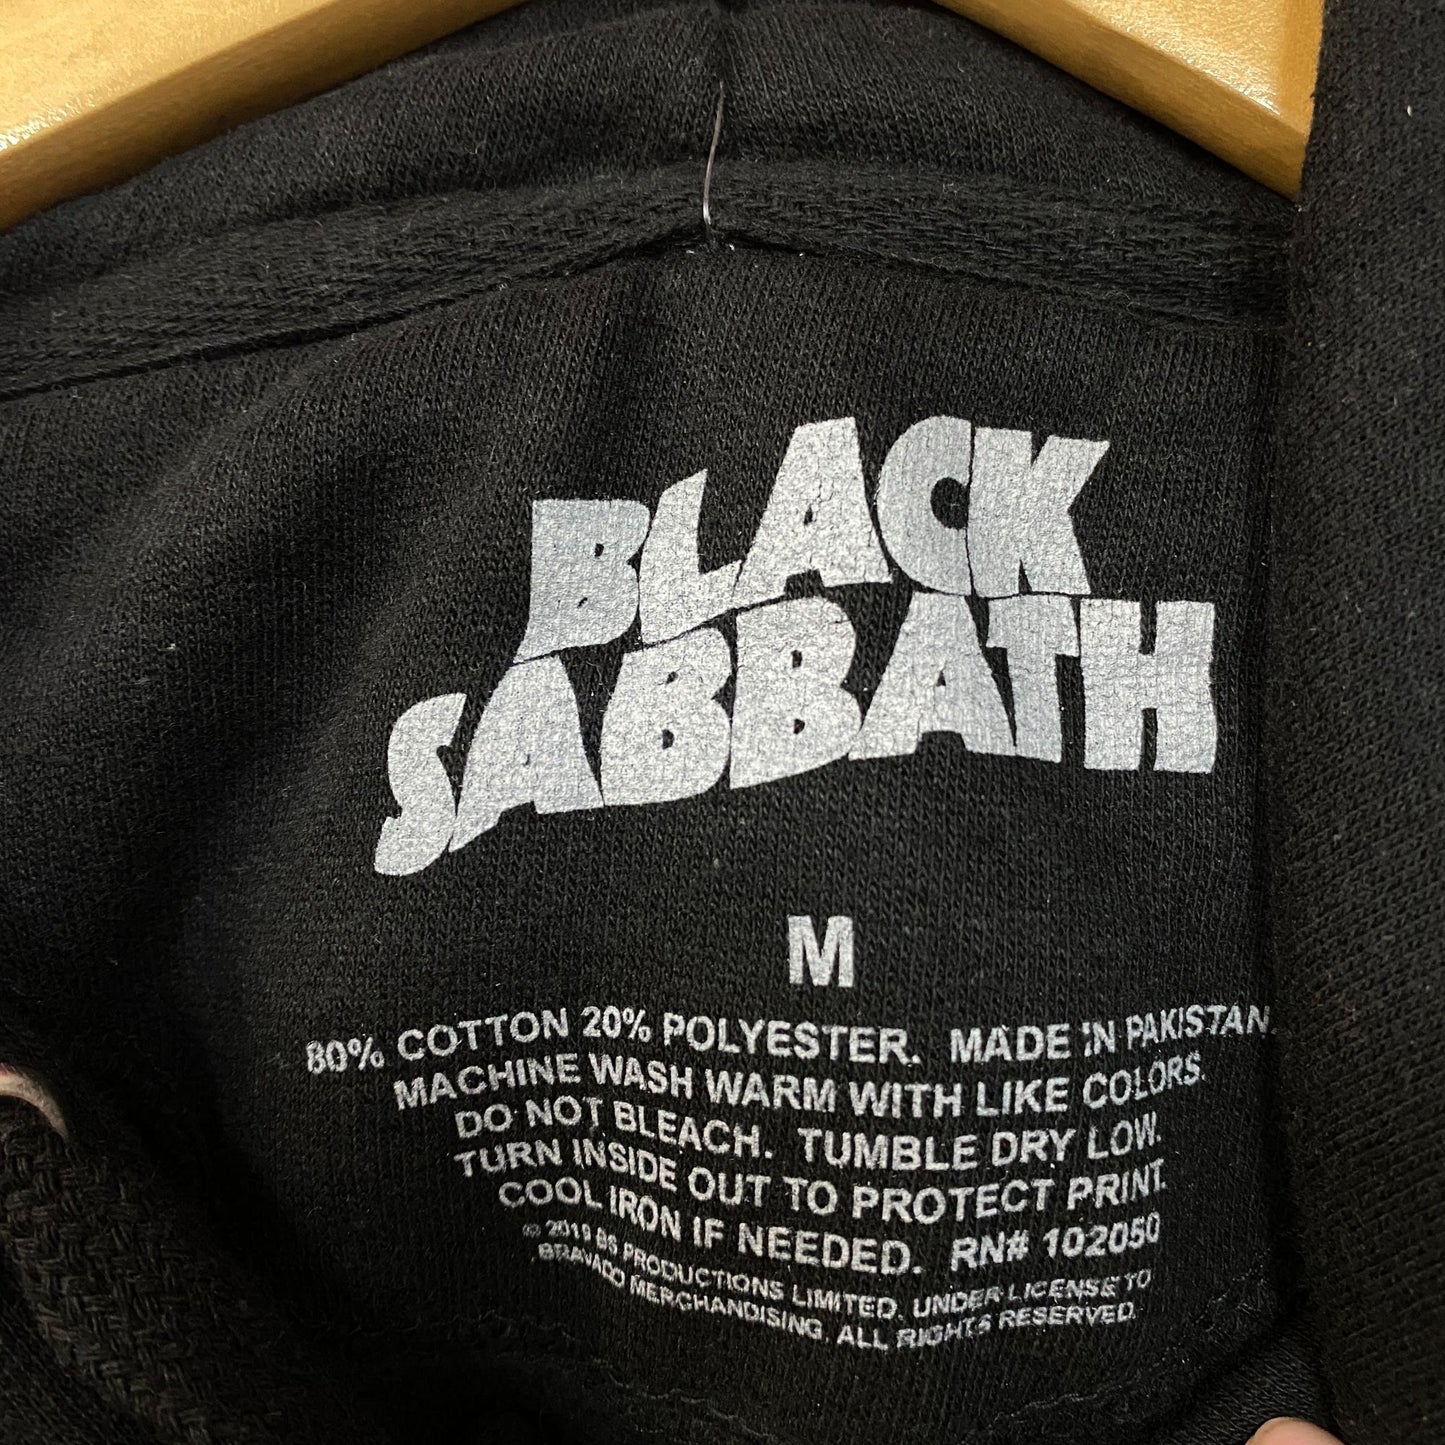 BLACK
SABBATH
M
80% COTTON 20% POLYESTER. MADE IN PAKISTAN.
MACHINE WASH WARM WITH LIKE COLORS.
DO NOT BLEACH. TUMBLE DRY LOW.
TURN INSIDE OUT TO PROTECT PRINT.
COOL IRON IF NEEDED. RN# 102050
© 2019 BS PRODUCTIONS LIMITED. UNDER LICENSE TO
BRAVADO MERCHANDISING. ALL RIGHTS RESERVED.